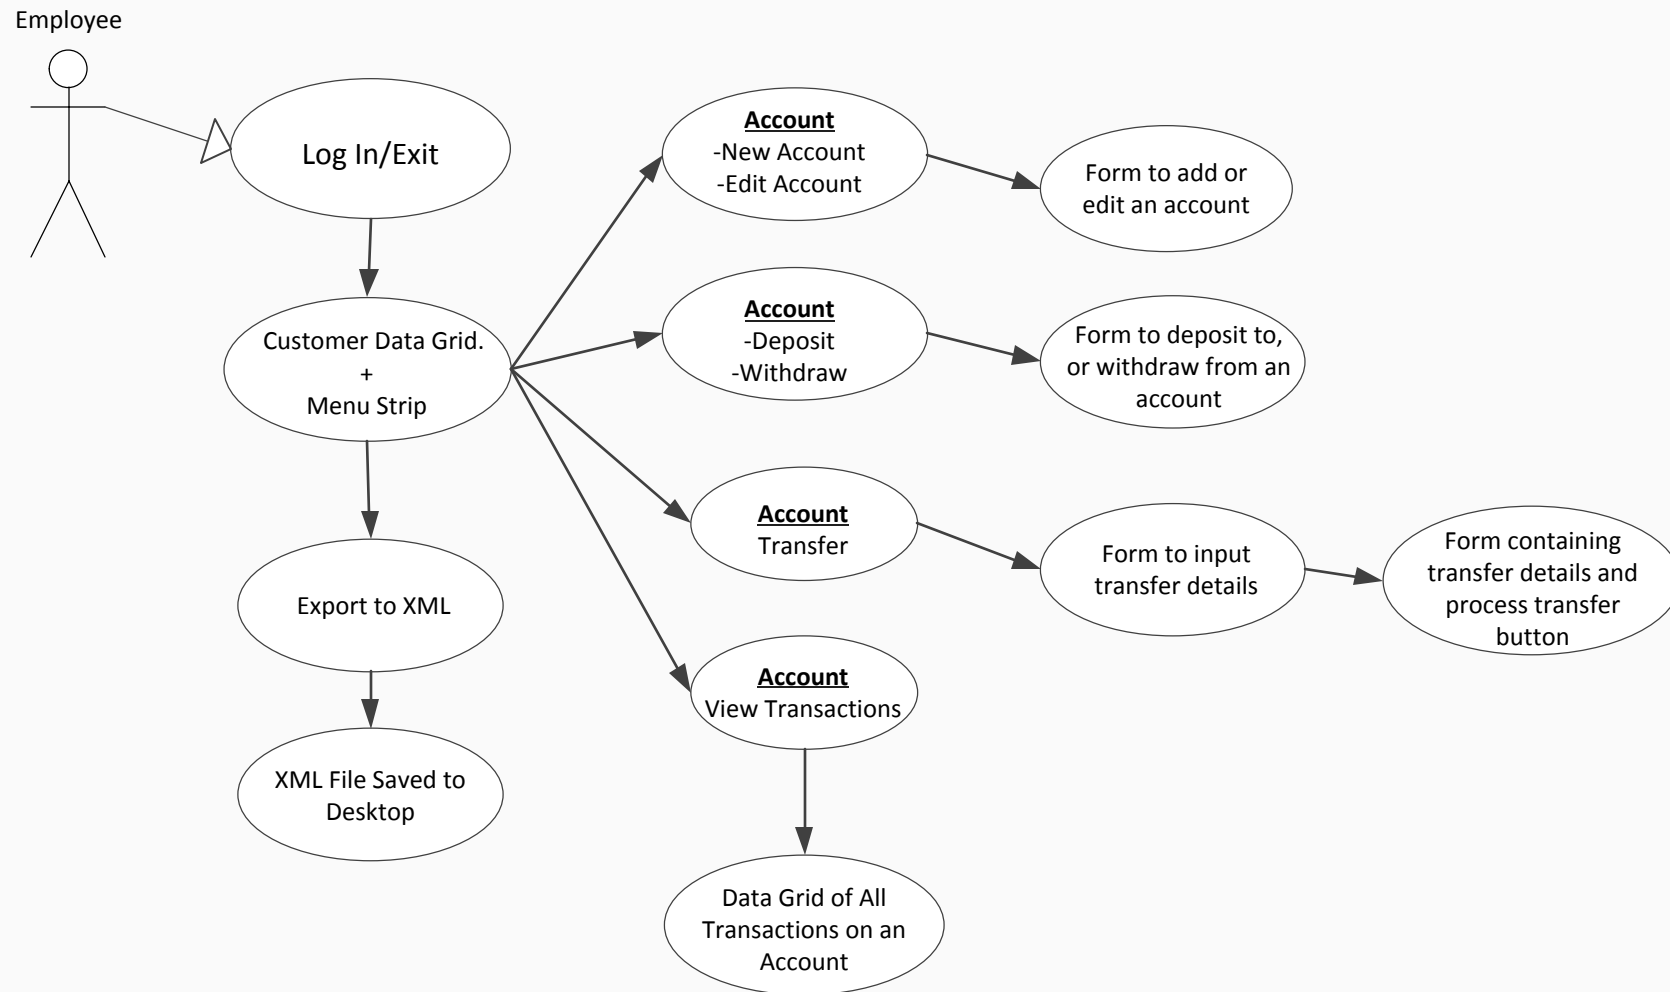 Employee
Log In/Exit
Customer Data Grid.
+
Menu Strip
Export to XML
XML File Saved to
Desktop
Account
-New Account
-Edit Account
Form to add or
edit an account
Account
-Deposit
-Withdraw
Form to deposit to,
or withdraw from an
account
Account
Transfer
Form to input
transfer details
Form containing
transfer details and
process transfer
button
Account
View Transactions
Data Grid of All
Transactions on an
Account